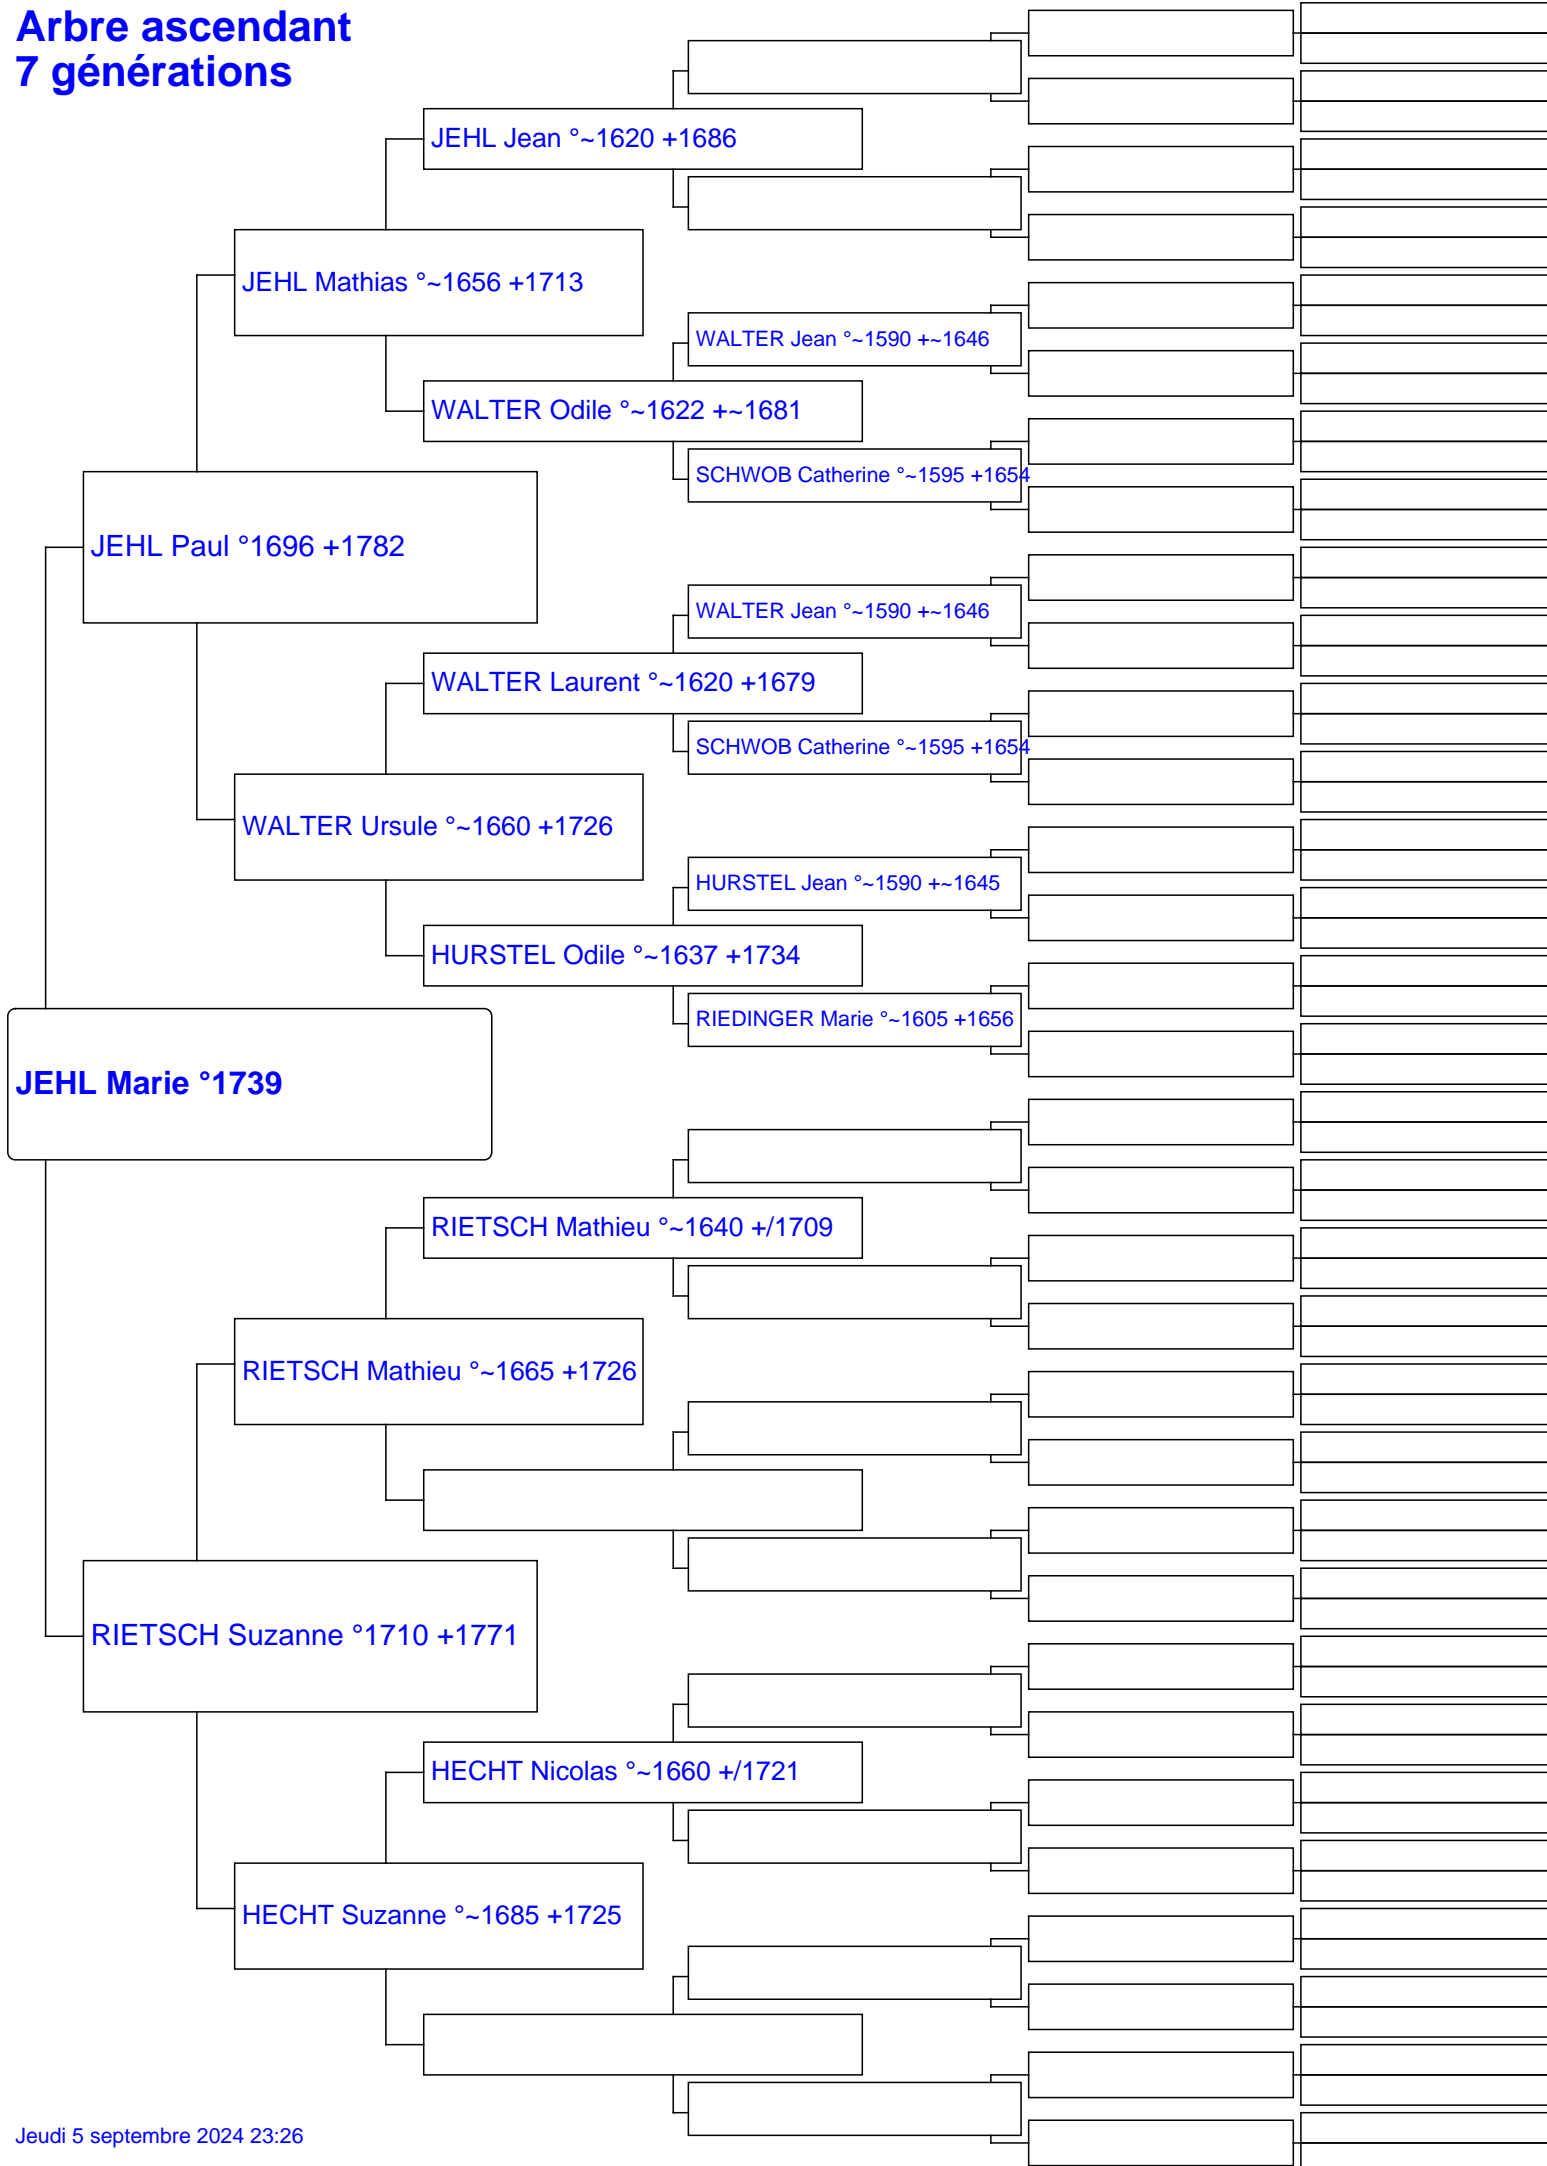 Arbre ascendant
7 générations
JEHL Jean °~1620 +1686
JEHL Mathias °~1656 +1713
WALTER Jean °~1590 +~1646
WALTER Odile °~1622 +~1681
SCHWOB Catherine °~1595 +1654
JEHL Paul °1696 +1782
WALTER Jean °~1590 +~1646
WALTER Laurent °~1620 +1679
SCHWOB Catherine °~1595 +1654
WALTER Ursule °~1660 +1726
HURSTEL Jean °~1590 +~1645
HURSTEL Odile °~1637 +1734
RIEDINGER Marie °~1605 +1656
JEHL Marie °1739
RIETSCH Mathieu °~1640 +/1709
RIETSCH Mathieu °~1665 +1726
RIETSCH Suzanne °1710 +1771
HECHT Nicolas °~1660 +/1721
HECHT Suzanne °~1685 +1725
Jeudi 5 septembre 2024 23:26